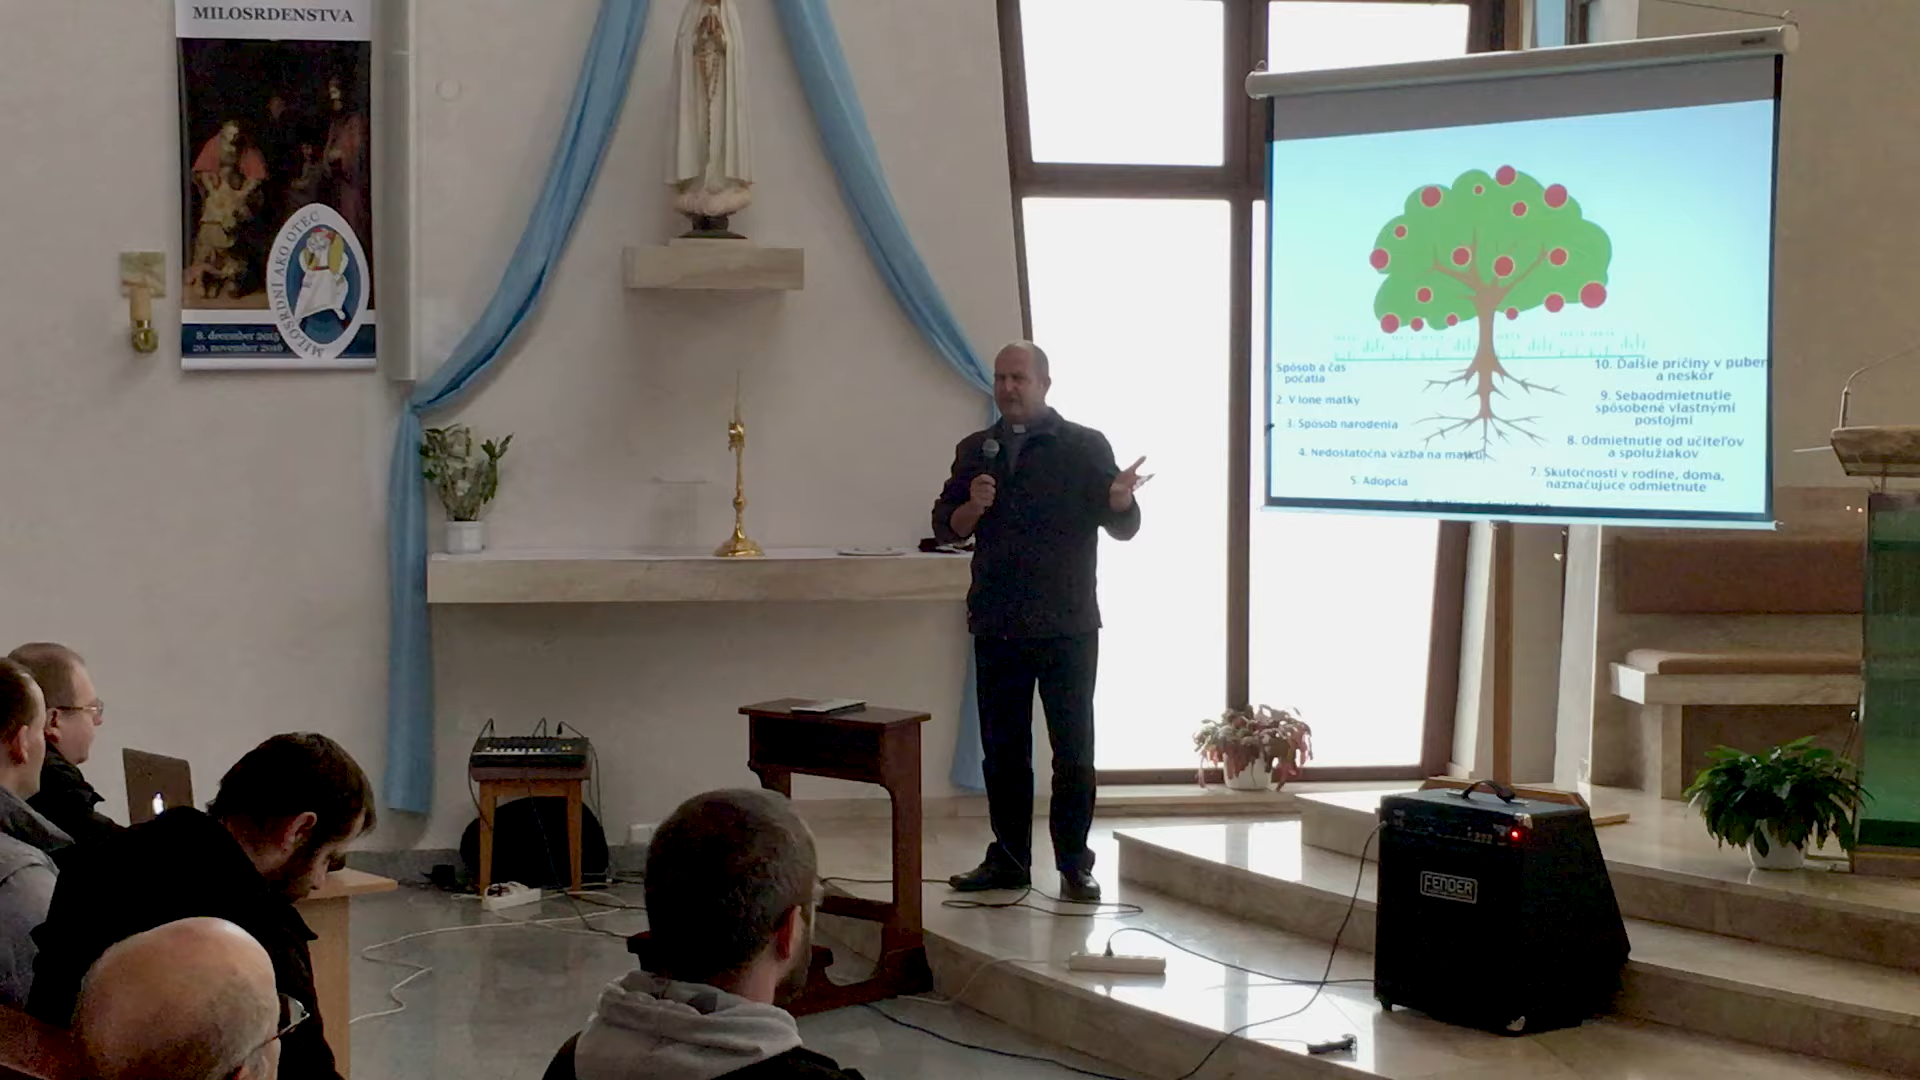 MILOSRDENSTVA
MILOSRDNÍ AKO OTEC
8. december 2015
20. november 2016
Spôsob a čas
počatia
2. V lone matky
3. Spôsob narodenia
4. Nedostatočná väzba na matku
5. Adopcia
10. Ďalšie príčiny v puber
a neskôr
9. Sebaodmietnutie
spôsobené vlastnými
postojmi
8. Odmietnutie od učiteľov
a spolužiakov
7. Skutočnosti v rodine, doma,
naznačujúce odmietnutie
FENDER